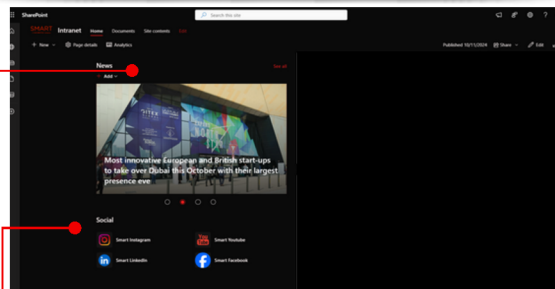 SharePoint
Search this site
SMART
Intranet
Home Documents Site contents Edit
+ New Page details Analytics
Published 10/11/2024 Share Edit
News
See all
+ Add
Most innovative European and British start-ups
to take over Dubai this October with their largest
presence eve
Social
Smart Instagram
Smart Youtube
Smart LinkedIn
Smart Facebook